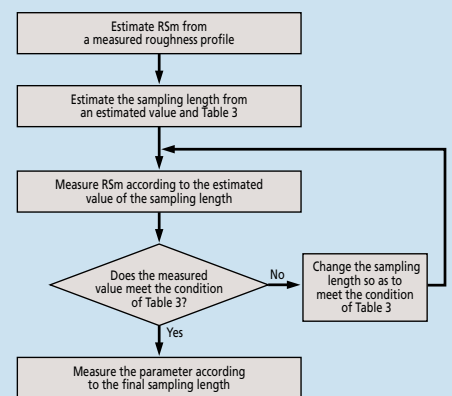 Estimate RSm from
a measured roughness profile
Estimate the sampling length from
an estimated value and Table 3
Measure RSm according to the estimated
value of the sampling length
Does the measured
value meet the condition
of Table 3?
No
Change the sampling
length so as to
meet the condition
of Table 3
Yes
Measure the parameter according
to the final sampling length